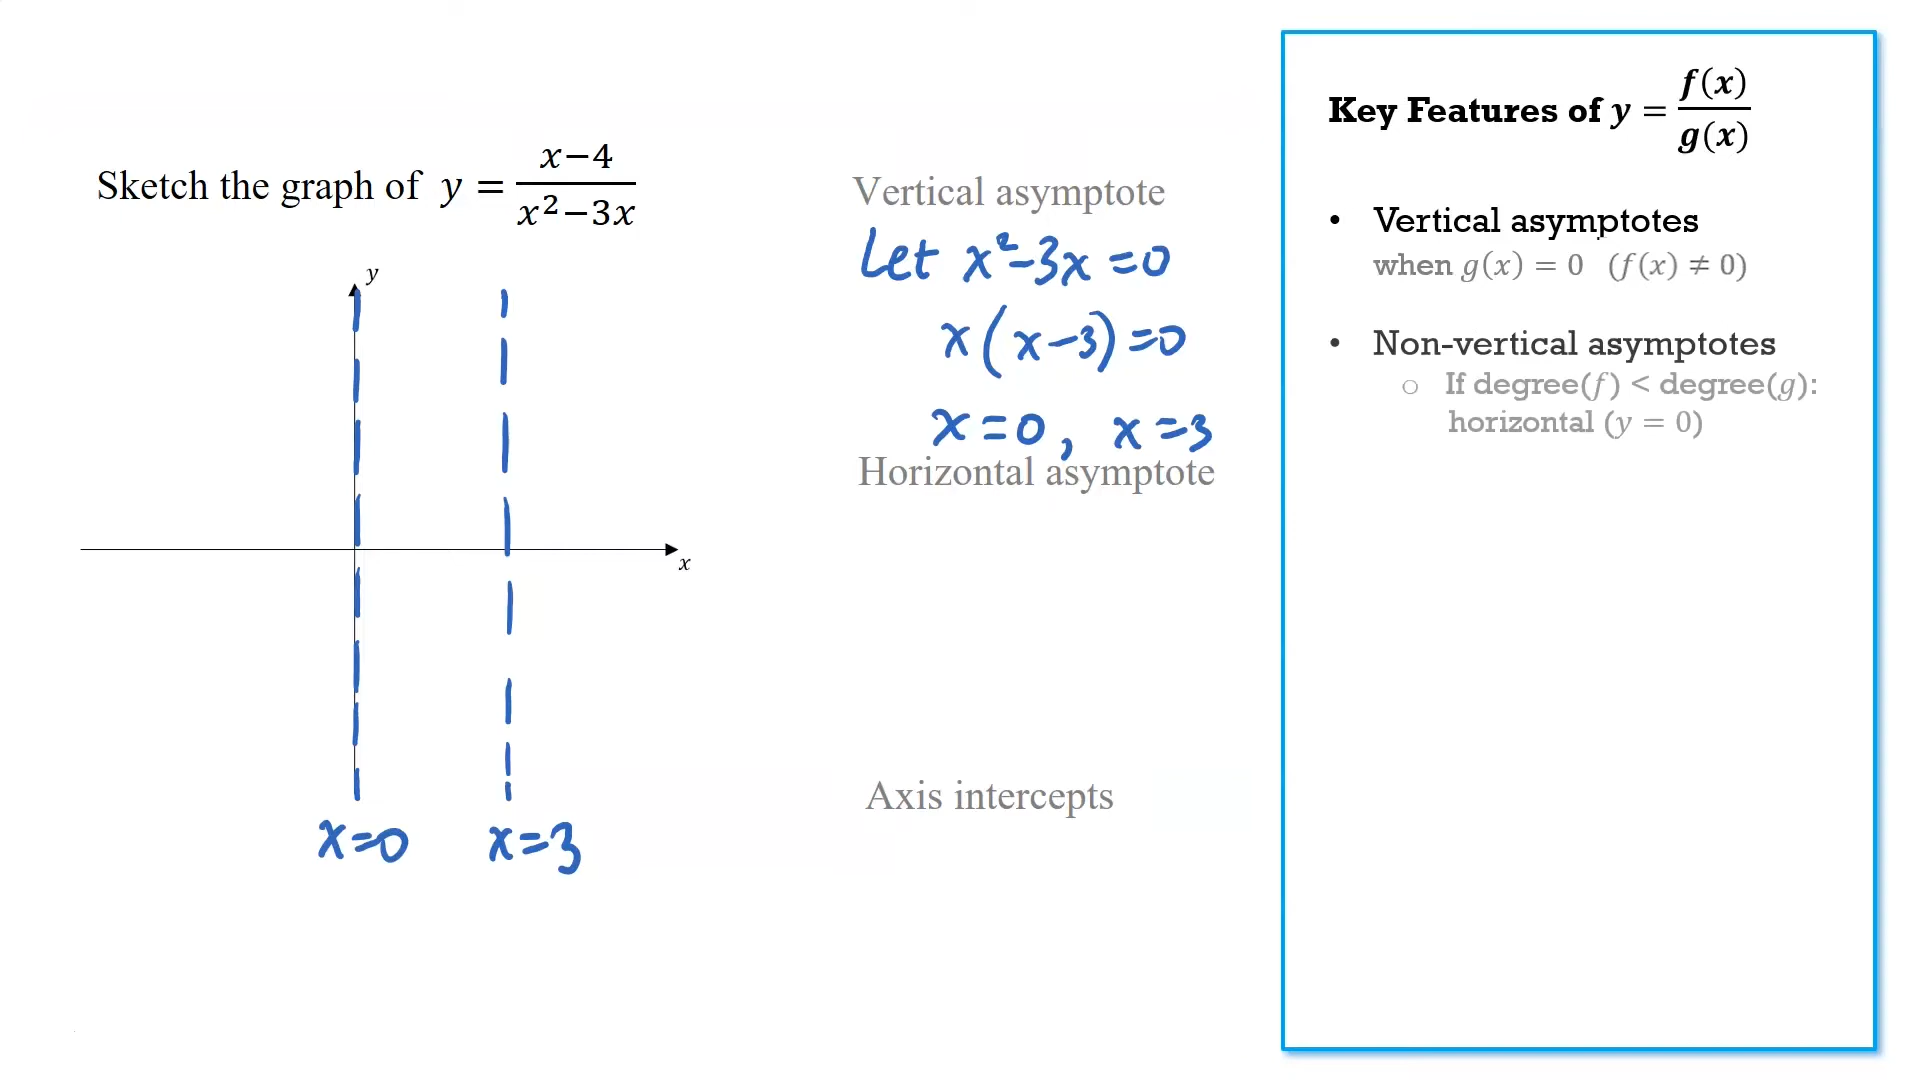 Sketch the graph of y = (x−4)/(x²−3x)
y
x
x=0 x=3
Vertical asymptote
Let x²-3x=0
x(x-3)=0
x=0, x=3
Horizontal asymptote
Axis intercepts
Key Features of y = f(x)/g(x)
• Vertical asymptotes
when g(x) = 0 (f(x) ≠ 0)
• Non-vertical asymptotes
○ If degree(f) < degree(g):
horizontal (y = 0)